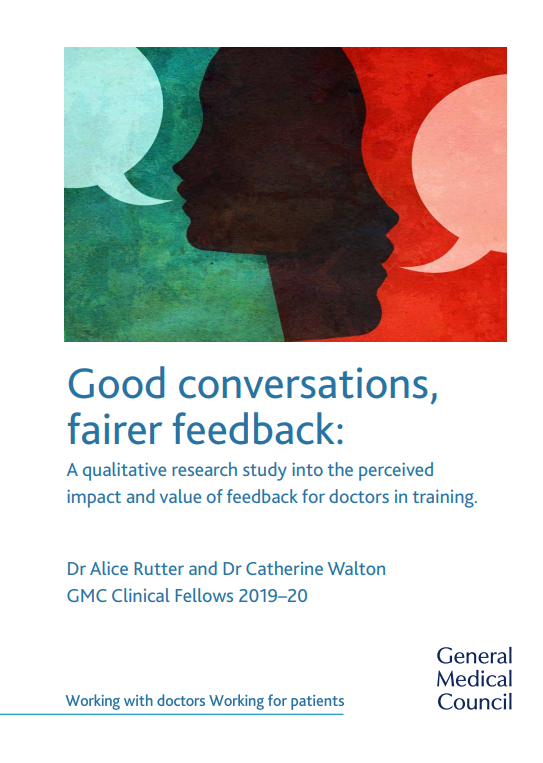 Good conversations,
fairer feedback:
A qualitative research study into the perceived
impact and value of feedback for doctors in training.
Dr Alice Rutter and Dr Catherine Walton
GMC Clinical Fellows 2019–20
General
Medical
Council
Working with doctors Working for patients